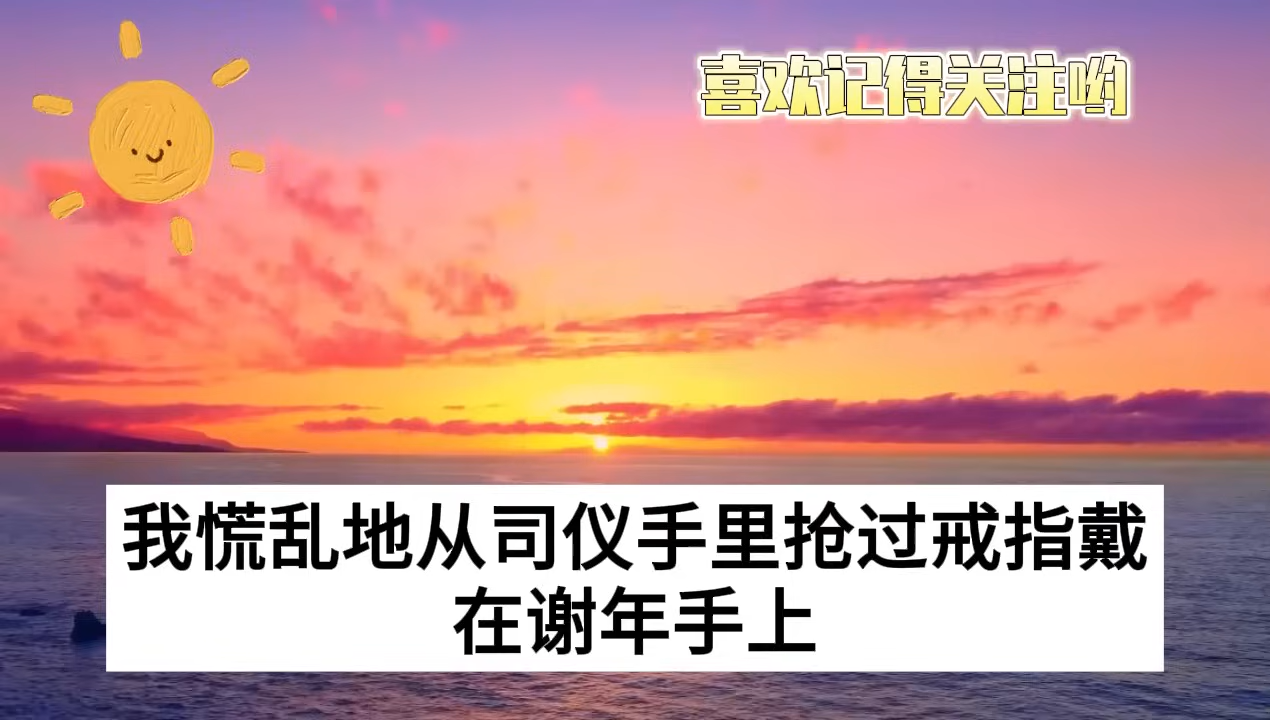 喜欢记得关注哟
我慌乱地从司仪手里抢过戒指戴
在谢年手上